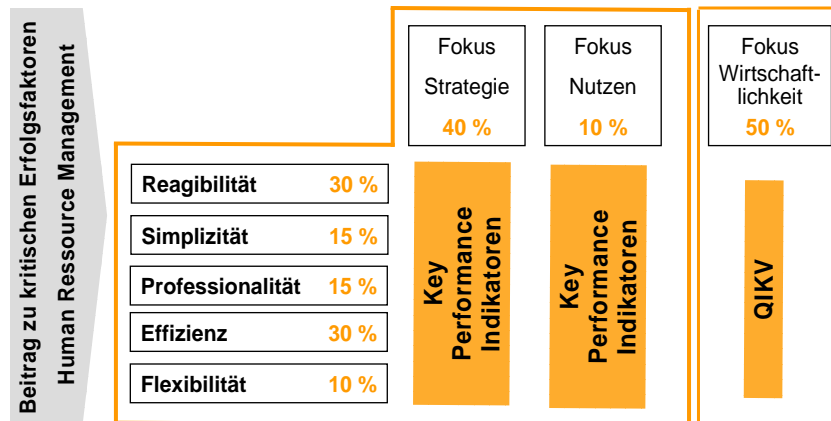 Beitrag zu kritischen Erfolgsfaktoren
Human Ressource Management
Fokus
Strategie
40 %
Fokus
Nutzen
10 %
Fokus
Wirtschaft-
lichkeit
50 %
Reagibilität 30 %
Simplizität 15 %
Professionalität 15 %
Effizienz 30 %
Flexibilität 10 %
Key
Performance
Indikatoren
Key
Performance
Indikatoren
QIKV